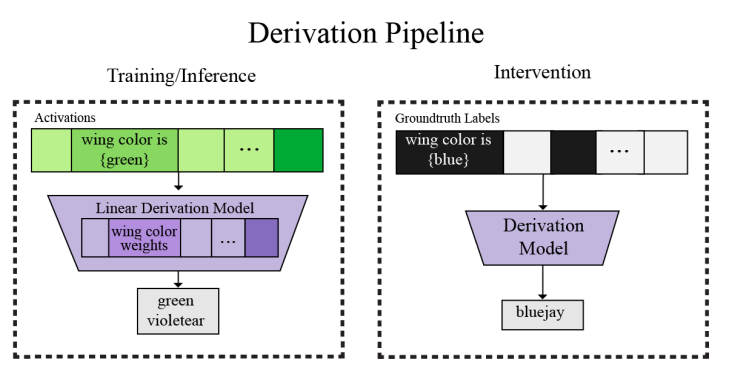 Derivation Pipeline
Training/Inference
Activations
wing color is
{green}
...
Linear Derivation Model
wing color
weights
...
green
violetear
Intervention
Groundtruth Labels
wing color is
{blue}
...
Derivation
Model
bluejay